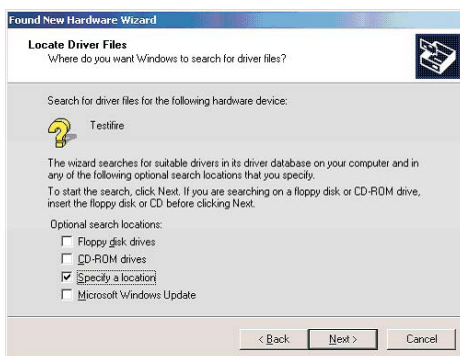 Found New Hardware Wizard
Locate Driver Files
Where do you want Windows to search for driver files?
Search for driver files for the following hardware device:
Testifire
The wizard searches for suitable drivers in its driver database on your computer and in
any of the following optional search locations that you specify.
To start the search, click Next. If you are searching on a floppy disk or CD-ROM drive,
insert the floppy disk or CD before clicking Next.
Optional search locations:
Floppy disk drives
CD-ROM drives
Specify a location
Microsoft Windows Update
< Back Next > Cancel